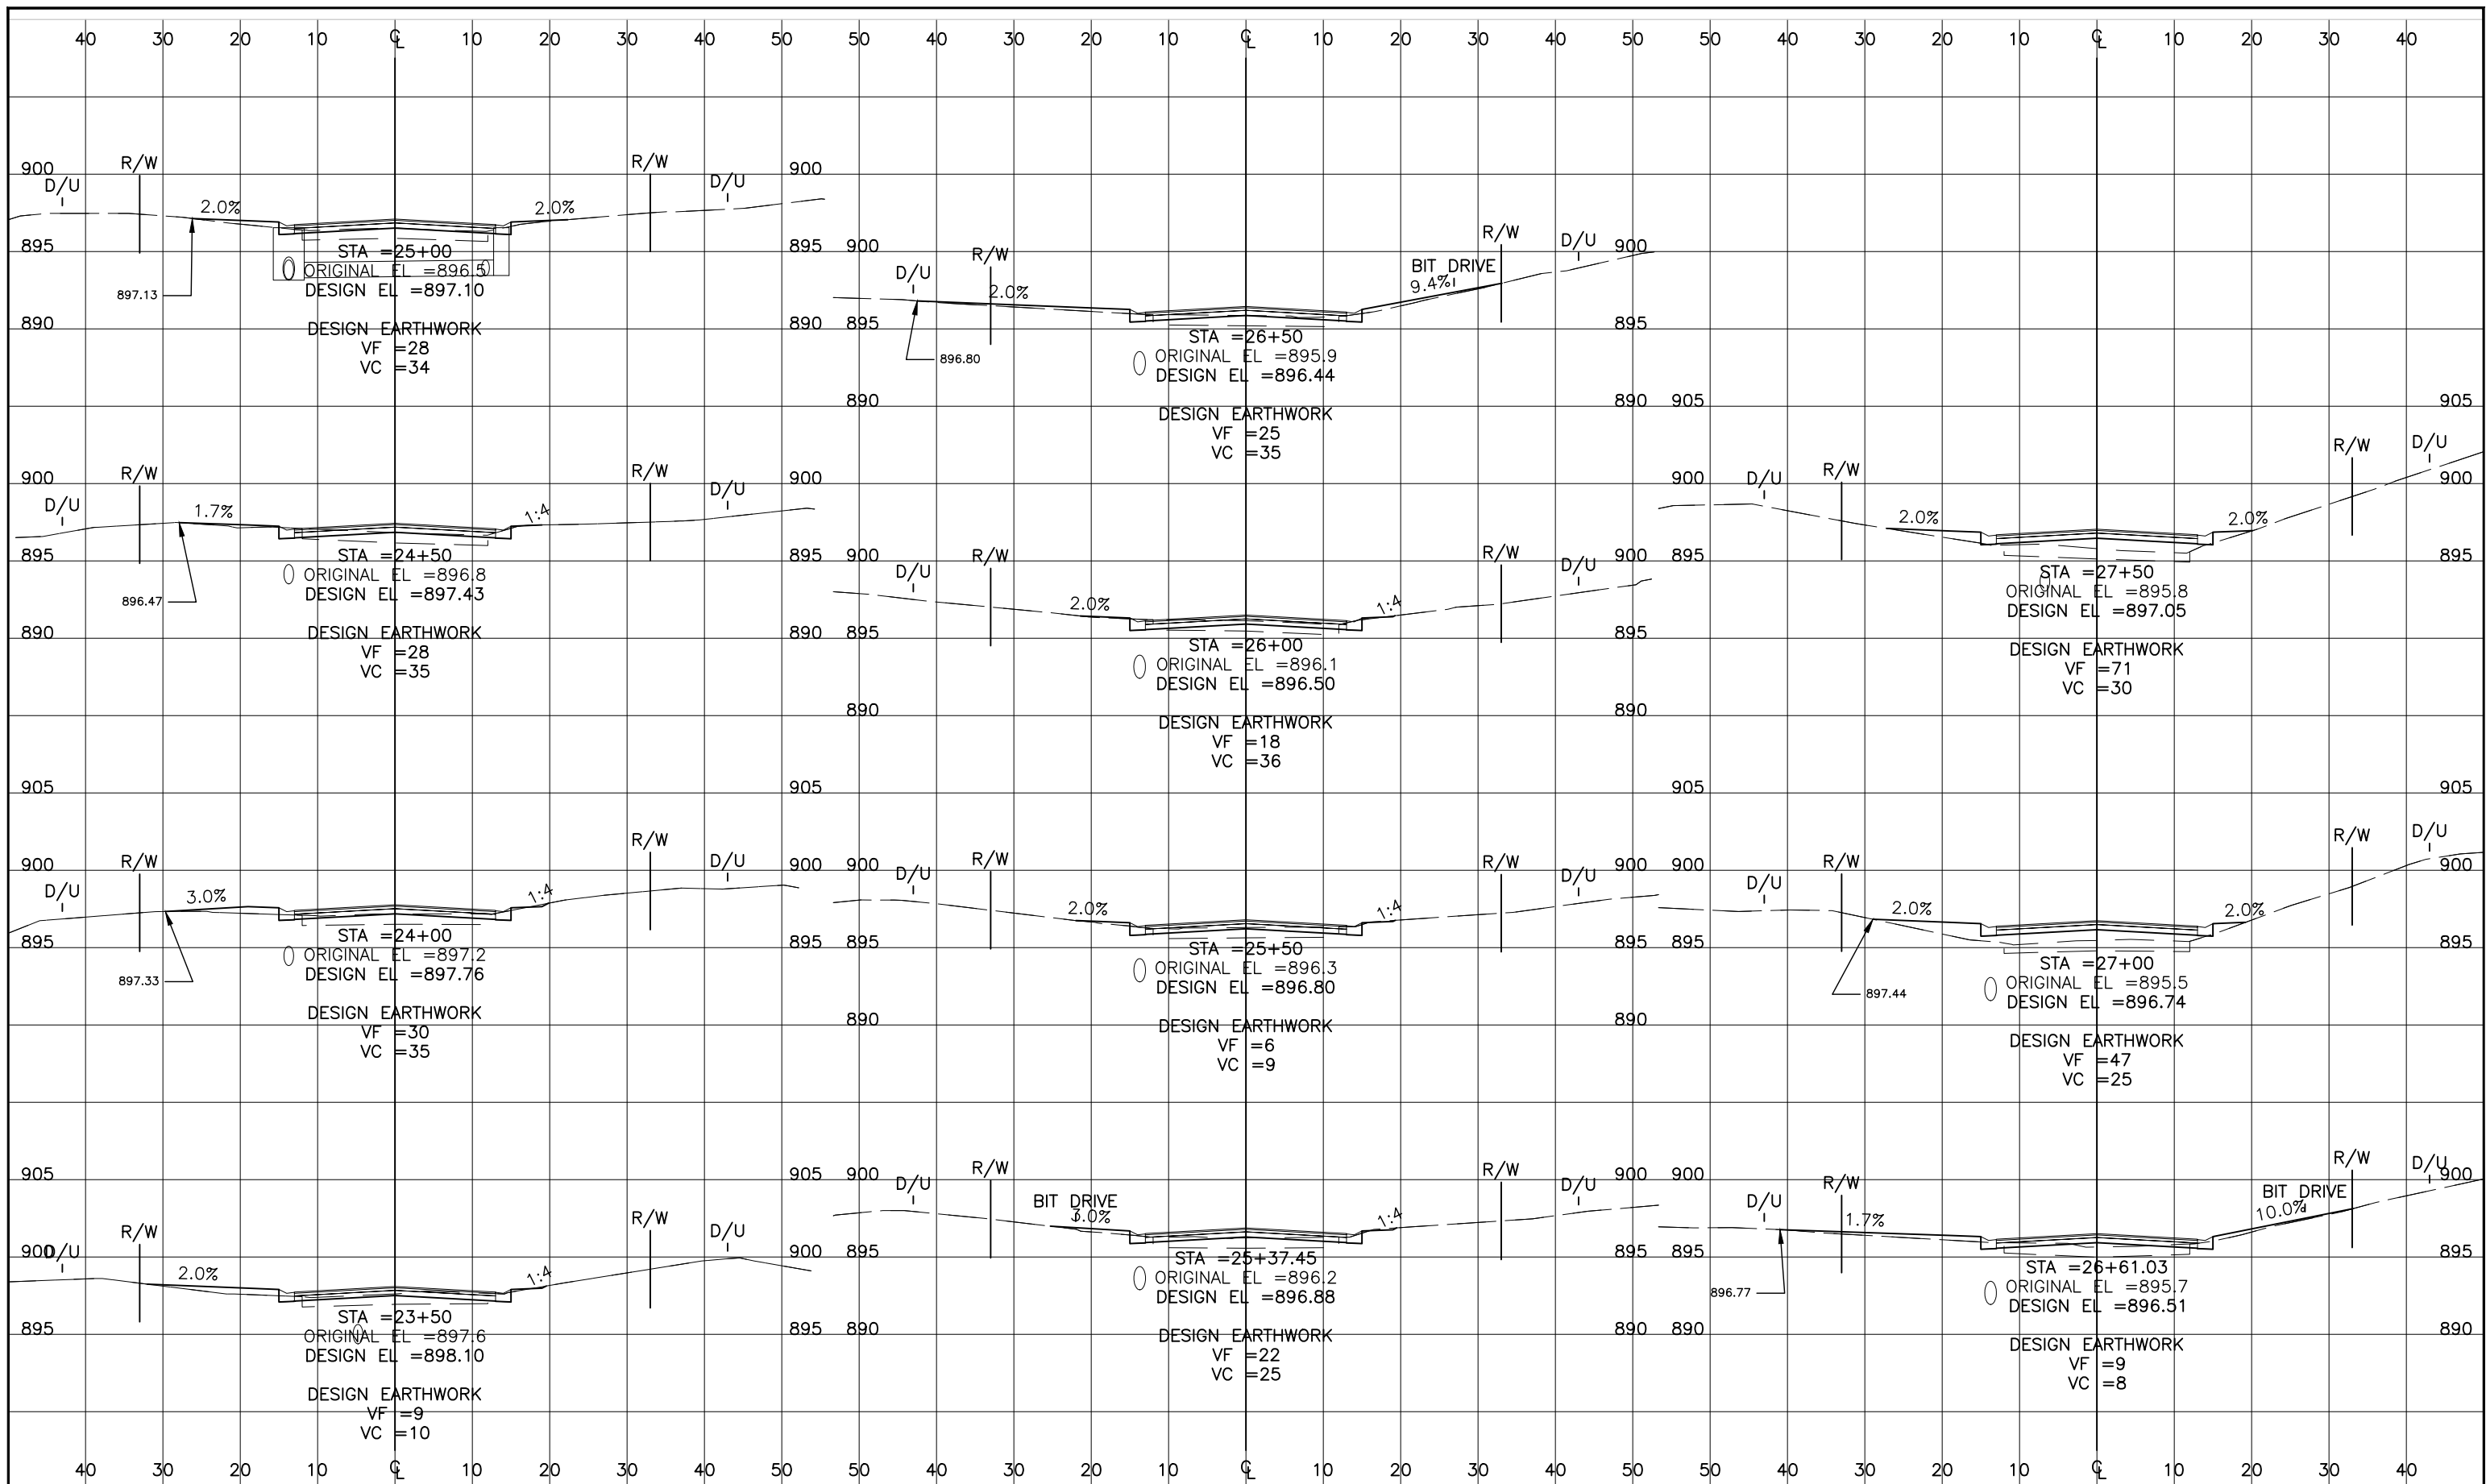 40 30 20 10 ℄ 10 20 30 40 50 50 40 30 20 10 ℄ 10 20 30 40 50 50 40 30 20 10 ℄ 10 20 30 40
900 900
R/W R/W
D/U D/U
2.0% 2.0%
895 895
STA =25+00
ORIGINAL EL =896.5
DESIGN EL =897.10
897.13
890 890
DESIGN EARTHWORK
VF =28
VC =34
900 900
R/W R/W
D/U D/U
1.7% 1:4
895 895
STA =24+50
ORIGINAL EL =896.8
DESIGN EL =897.43
896.47
890 890
DESIGN EARTHWORK
VF =28
VC =35
905 905
R/W R/W
900 900
D/U D/U
3.0% 1:4
895 895
STA =24+00
ORIGINAL EL =897.2
DESIGN EL =897.76
897.33
DESIGN EARTHWORK
VF =30
VC =35
905 905
R/W R/W
900 900
D/U D/U
2.0% 1:4
STA =23+50
895 895
ORIGINAL EL =897.6
DESIGN EL =898.10
DESIGN EARTHWORK
VF =9
VC =10
900 900
R/W R/W
D/U D/U
BIT DRIVE
2.0% 9.4%
895 895
STA =26+50
ORIGINAL EL =895.9
DESIGN EL =896.44
896.80
890 890
DESIGN EARTHWORK
VF =25
VC =35
900 900
R/W R/W
D/U D/U
2.0% 1:4
895 895
STA =26+00
ORIGINAL EL =896.1
DESIGN EL =896.50
890 890
DESIGN EARTHWORK
VF =18
VC =36
900 900
R/W R/W
D/U D/U
2.0% 1:4
895 895
STA =25+50
ORIGINAL EL =896.3
DESIGN EL =896.80
890 890
DESIGN EARTHWORK
VF =6
VC =9
900 900
R/W R/W
D/U D/U
BIT DRIVE
3.0% 1:4
895 895
STA =25+37.45
ORIGINAL EL =896.2
DESIGN EL =896.88
890 890
DESIGN EARTHWORK
VF =22
VC =25
905 905
R/W R/W
900 900
D/U D/U
2.0% 2.0%
895 895
STA =27+50
ORIGINAL EL =895.8
DESIGN EL =897.05
DESIGN EARTHWORK
VF =71
VC =30
905 905
R/W R/W
900 900
D/U D/U
2.0% 2.0%
895 895
STA =27+00
ORIGINAL EL =895.5
DESIGN EL =896.74
897.44
DESIGN EARTHWORK
VF =47
VC =25
900 900
R/W R/W
D/U D/U
BIT DRIVE
1.7% 10.0%
895 895
STA =26+61.03
ORIGINAL EL =895.7
DESIGN EL =896.51
896.77
890 890
DESIGN EARTHWORK
VF =9
VC =8
40 30 20 10 ℄ 10 20 30 40 50 50 40 30 20 10 ℄ 10 20 30 40 50 50 40 30 20 10 ℄ 10 20 30 40